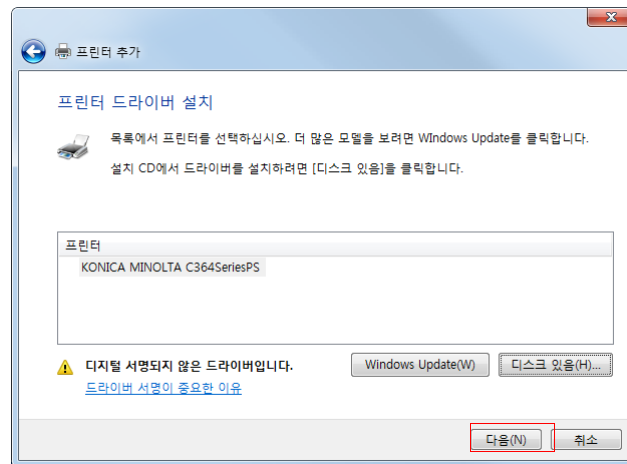 프린터 추가
프린터 드라이버 설치
목록에서 프린터를 선택하십시오. 더 많은 모델을 보려면 WIndows Update를 클릭합니다.
설치 CD에서 드라이버를 설치하려면 [디스크 있음]을 클릭합니다.
프린터
KONICA MINOLTA C364SeriesPS
디지털 서명되지 않은 드라이버입니다.
Windows Update(W)
디스크 있음(H)...
드라이버 서명이 중요한 이유
다음(N)
취소